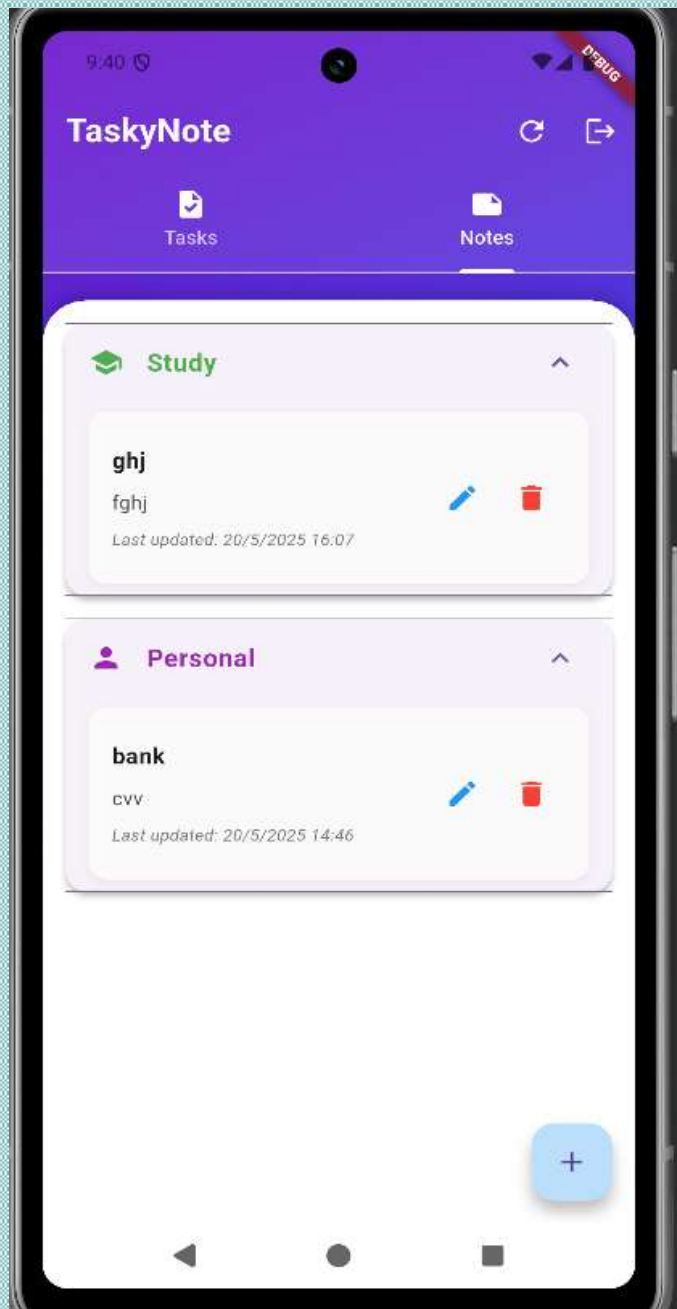 9:40
DEBUG
TaskyNote
Tasks
Notes
Study
ghj
fghj
Last updated: 20/5/2025 16:07
Personal
bank
cvv
Last updated: 20/5/2025 14:46
+